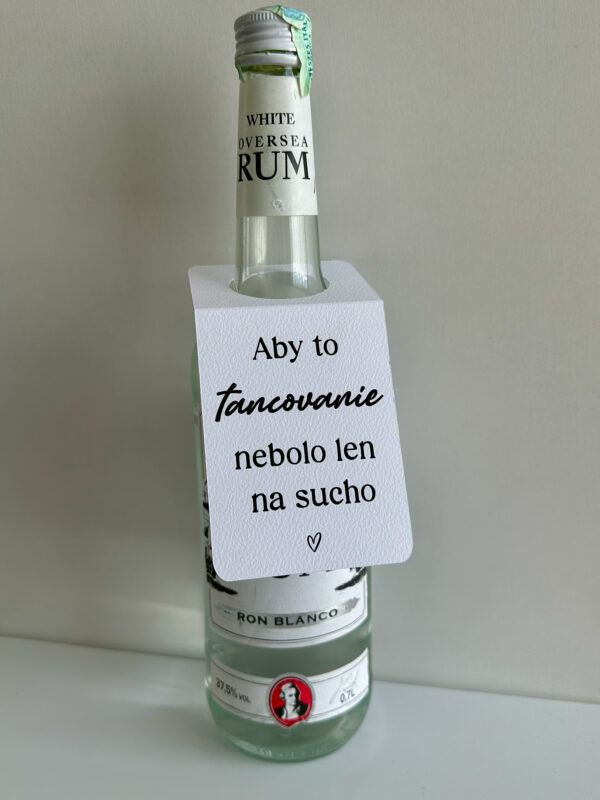 WHITE
OVERSEA
RUM
Aby to
tancovanie
nebolo len
na sucho
RON BLANCO
37,5% VOL
0,7L